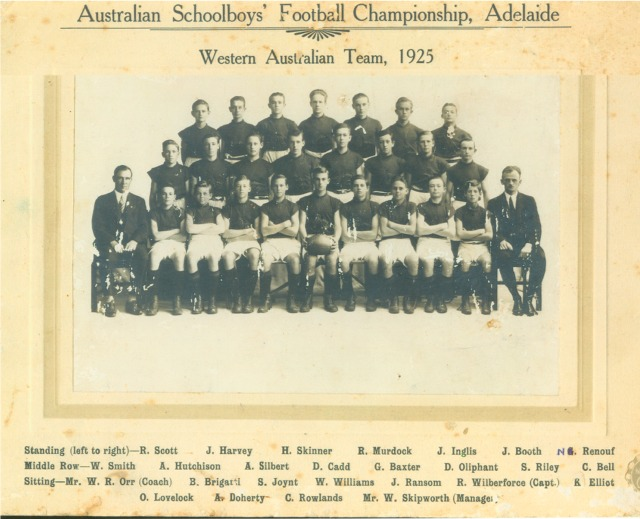 Australian Schoolboys' Football Championship, Adelaide
Western Australian Team, 1925
Standing (left to right)—R. Scott J. Harvey H. Skinner R. Murdock J. Inglis J. Booth NG. Renouf
Middle Row—W. Smith A. Hutchison A. Silbert D. Cadd G. Baxter D. Oliphant S. Riley C. Bell
Sitting—Mr. W. R. Orr (Coach) B. Brigatti S. Joynt W. Williams J. Ransom R. Wilberforce (Capt.) Elliot
O. Lovelock A. Doherty C. Rowlands Mr. W. Skipworth (Manager